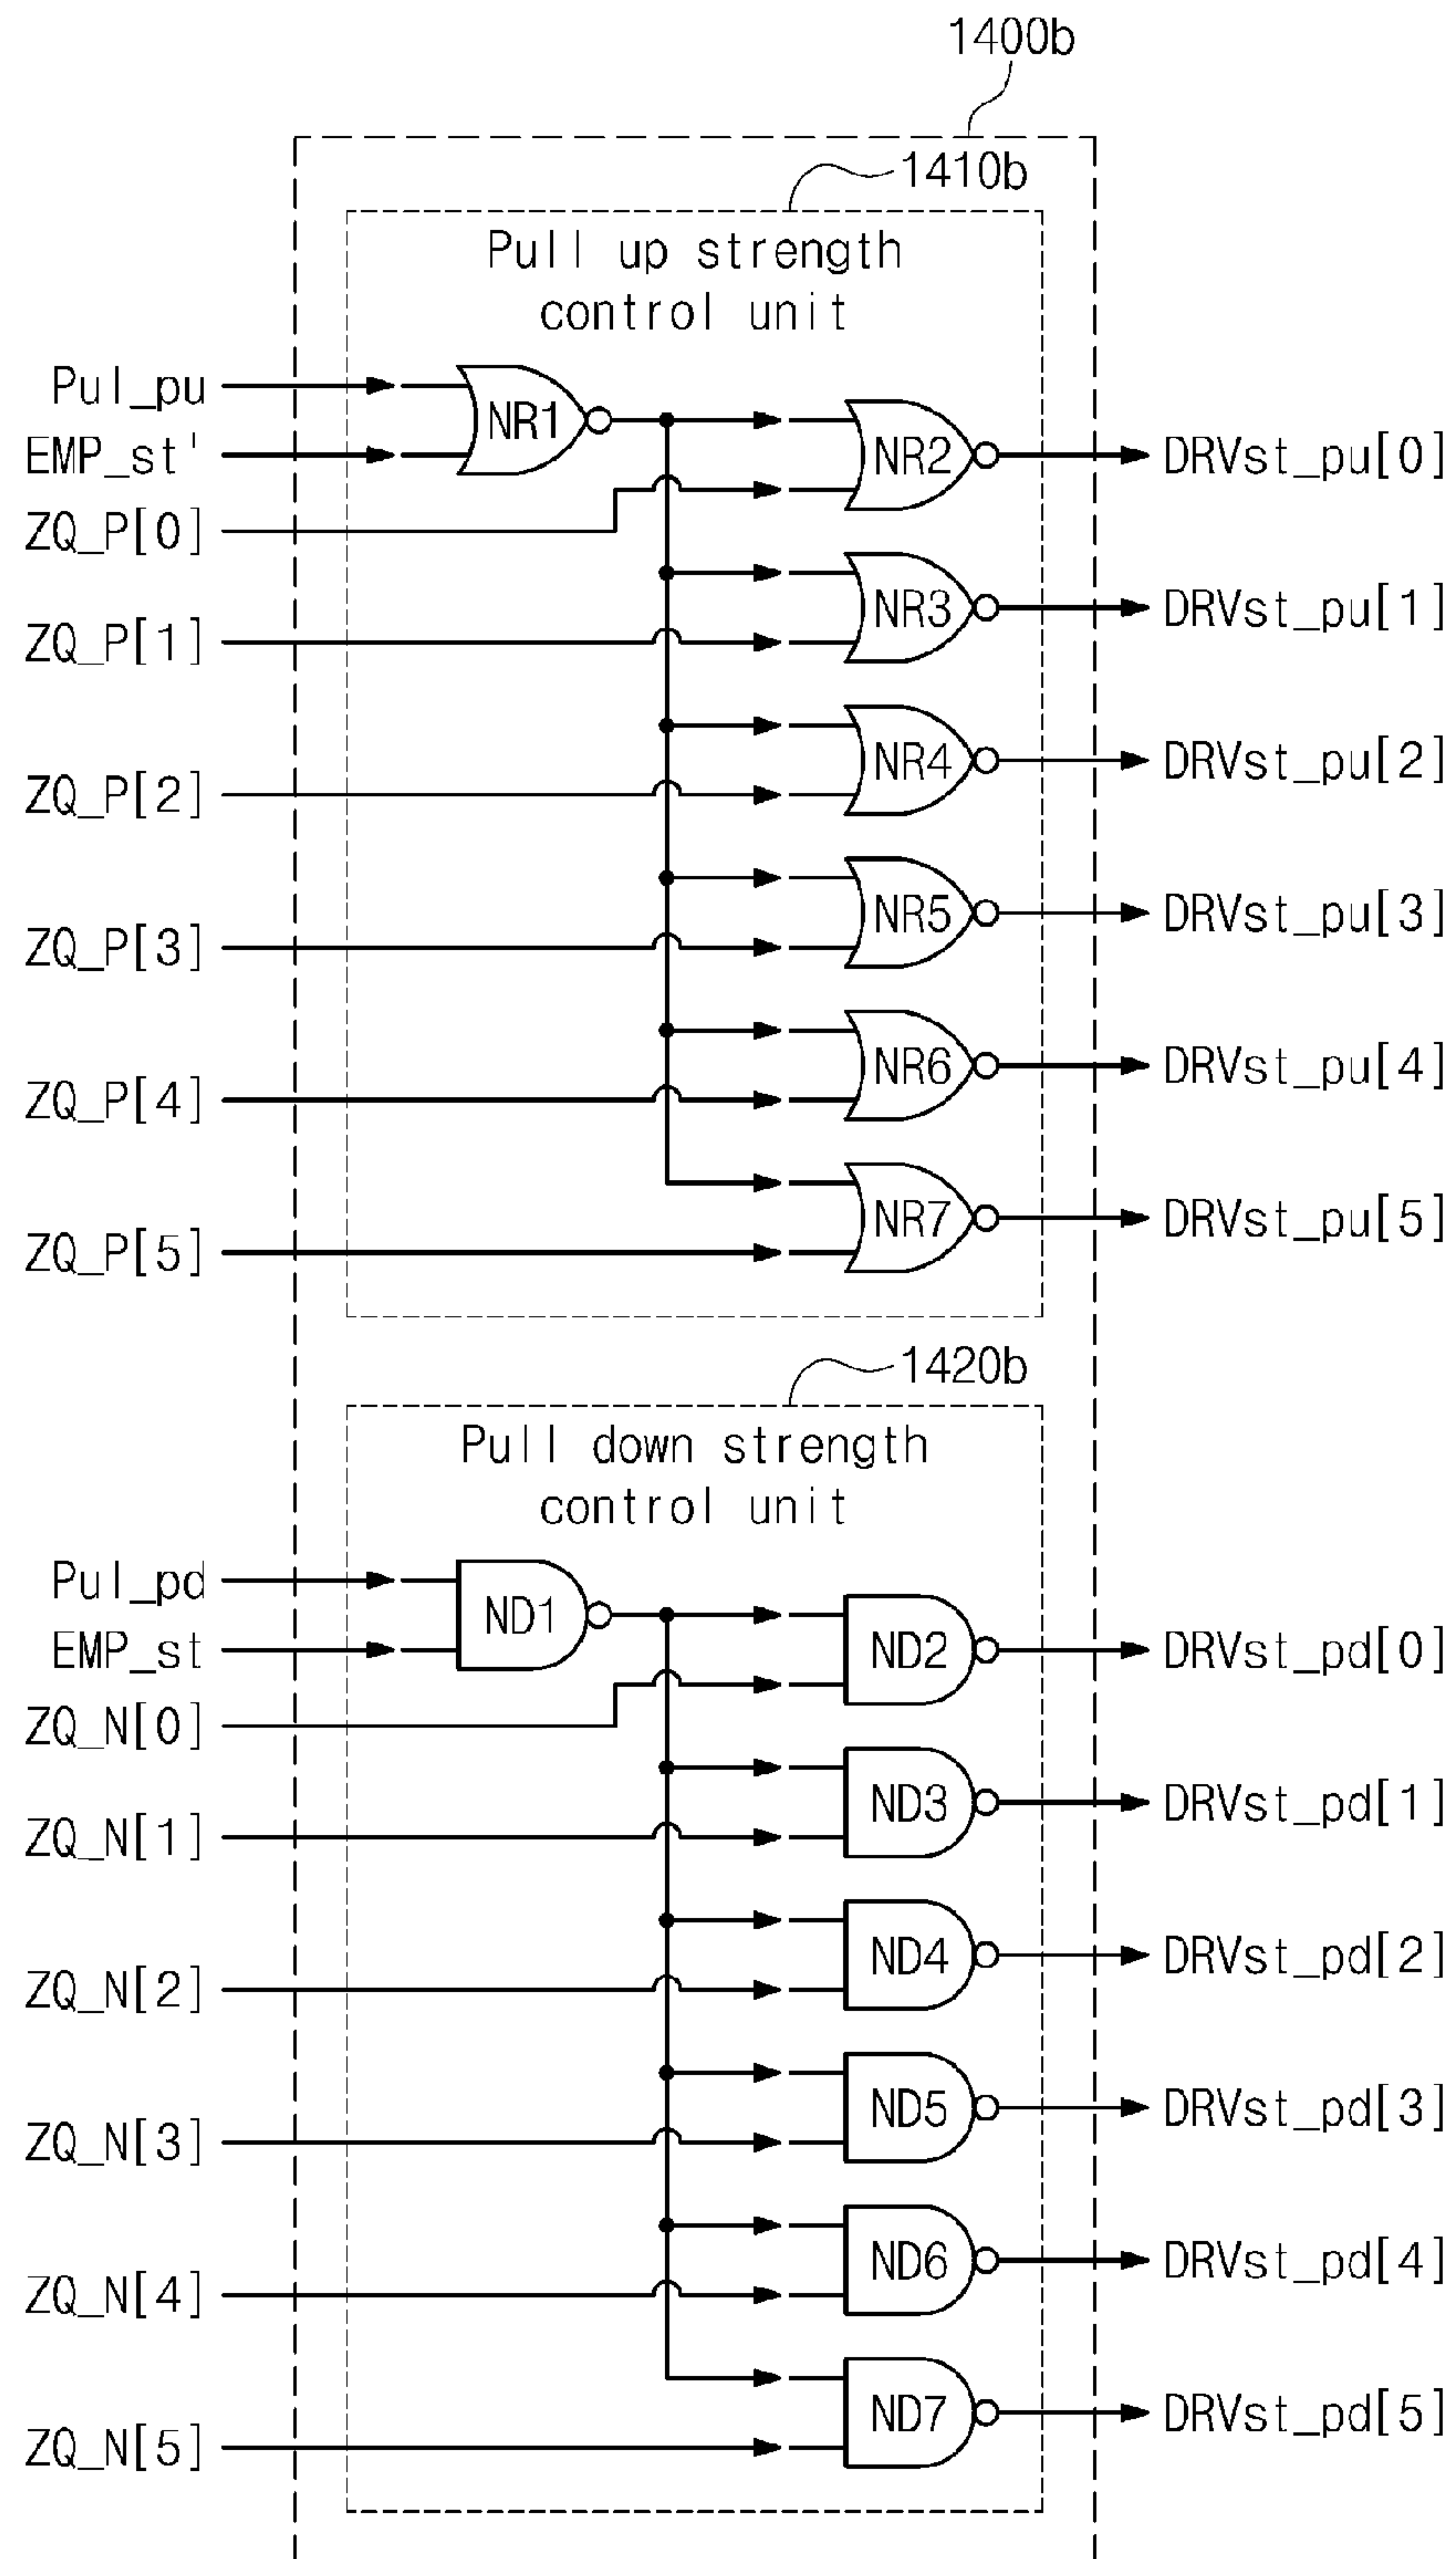 1400b
1410b
Pull up strength
control unit
Pul_pu
EMP_st'
ZQ_P[0]
ZQ_P[1]
ZQ_P[2]
ZQ_P[3]
ZQ_P[4]
ZQ_P[5]
NR1
NR2
NR3
NR4
NR5
NR6
NR7
DRVst_pu[0]
DRVst_pu[1]
DRVst_pu[2]
DRVst_pu[3]
DRVst_pu[4]
DRVst_pu[5]
1420b
Pull down strength
control unit
Pul_pd
EMP_st
ZQ_N[0]
ZQ_N[1]
ZQ_N[2]
ZQ_N[3]
ZQ_N[4]
ZQ_N[5]
ND1
ND2
ND3
ND4
ND5
ND6
ND7
DRVst_pd[0]
DRVst_pd[1]
DRVst_pd[2]
DRVst_pd[3]
DRVst_pd[4]
DRVst_pd[5]